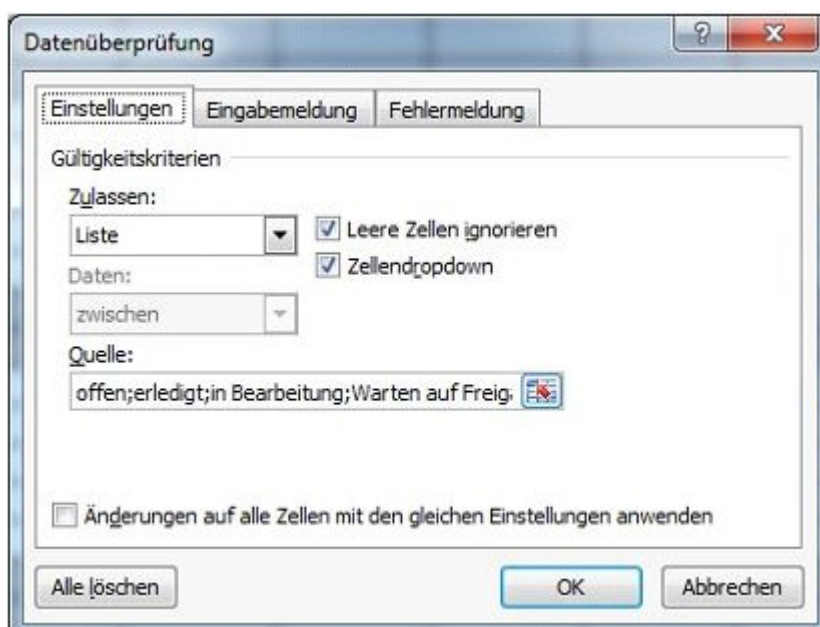 Datenüberprüfung
Einstellungen Eingabemeldung Fehlermeldung
Gültigkeitskriterien
Zulassen:
Liste
Leere Zellen ignorieren
Daten:
Zellendropdown
zwischen
Quelle:
offen;erledigt;in Bearbeitung;Warten auf Freig
Änderungen auf alle Zellen mit den gleichen Einstellungen anwenden
Alle löschen OK Abbrechen